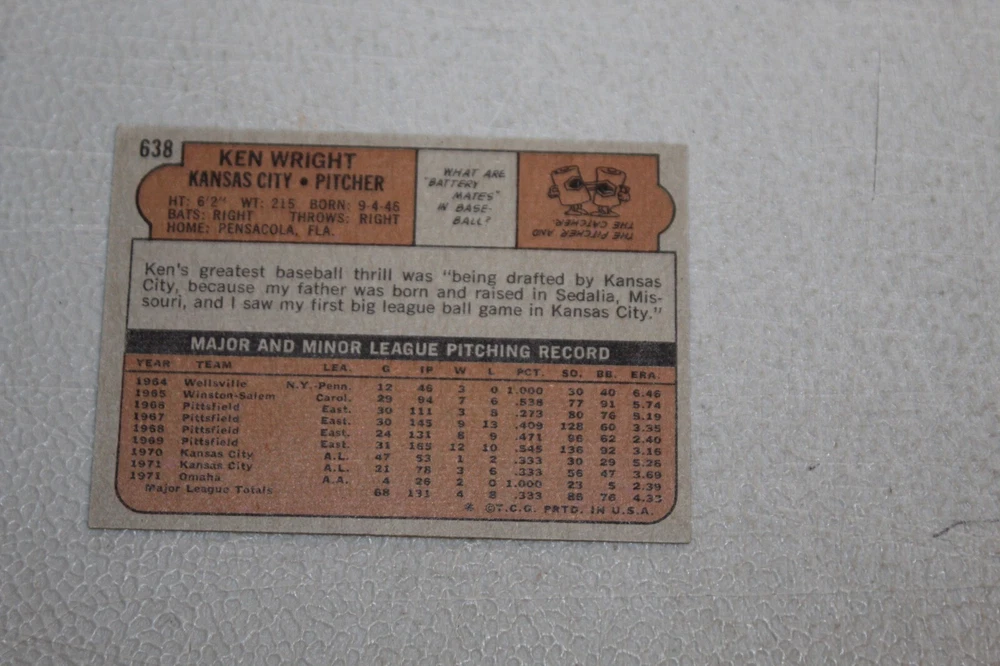 638
KEN WRIGHT
KANSAS CITY • PITCHER
HT: 6'2" WT: 215 BORN: 9-4-46
BATS: RIGHT THROWS: RIGHT
HOME: PENSACOLA, FLA.
WHAT ARE
"BATTERY
MATES"
IN BASE-
BALL?
THE PITCHER AND
THE CATCHER.
Ken's greatest baseball thrill was "being drafted by Kansas
City, because my father was born and raised in Sedalia, Mis-
souri, and I saw my first big league ball game in Kansas City."
MAJOR AND MINOR LEAGUE PITCHING RECORD
YEAR TEAM LEA. G IP W L PCT. SO. BB. ERA.
1964 Wellsville N.Y.-Penn. 12 46 3 0 1.000 30 40 6.46
1965 Winston-Salem Carol. 29 94 7 6 .538 77 91 5.74
1966 Pittsfield East. 30 111 3 8 .273 80 76 5.19
1967 Pittsfield East. 30 145 9 13 .409 128 60 3.35
1968 Pittsfield East. 24 131 8 9 .471 96 62 2.40
1969 Pittsfield East. 31 165 12 10 .545 136 92 3.16
1970 Kansas City A.L. 47 53 1 2 .333 30 29 5.26
1971 Kansas City A.L. 21 78 3 6 .333 56 47 3.69
1971 Omaha A.A. 4 26 2 0 1.000 23 5 2.39
Major League Totals 68 131 4 8 .333 86 76 4.33
©T.C.G. PRTD. IN U.S.A.